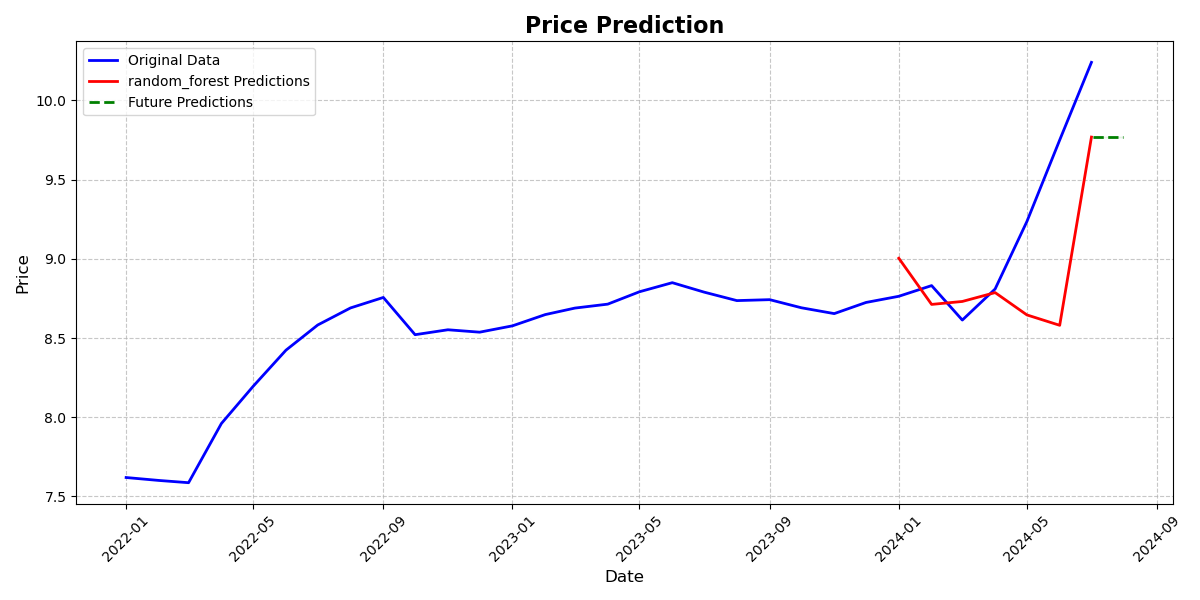 Price Prediction
Original Data
random_forest Predictions
Future Predictions
Price
10.0
9.5
9.0
8.5
8.0
7.5
2022-01
2022-05
2022-09
2023-01
2023-05
2023-09
2024-01
2024-05
2024-09
Date